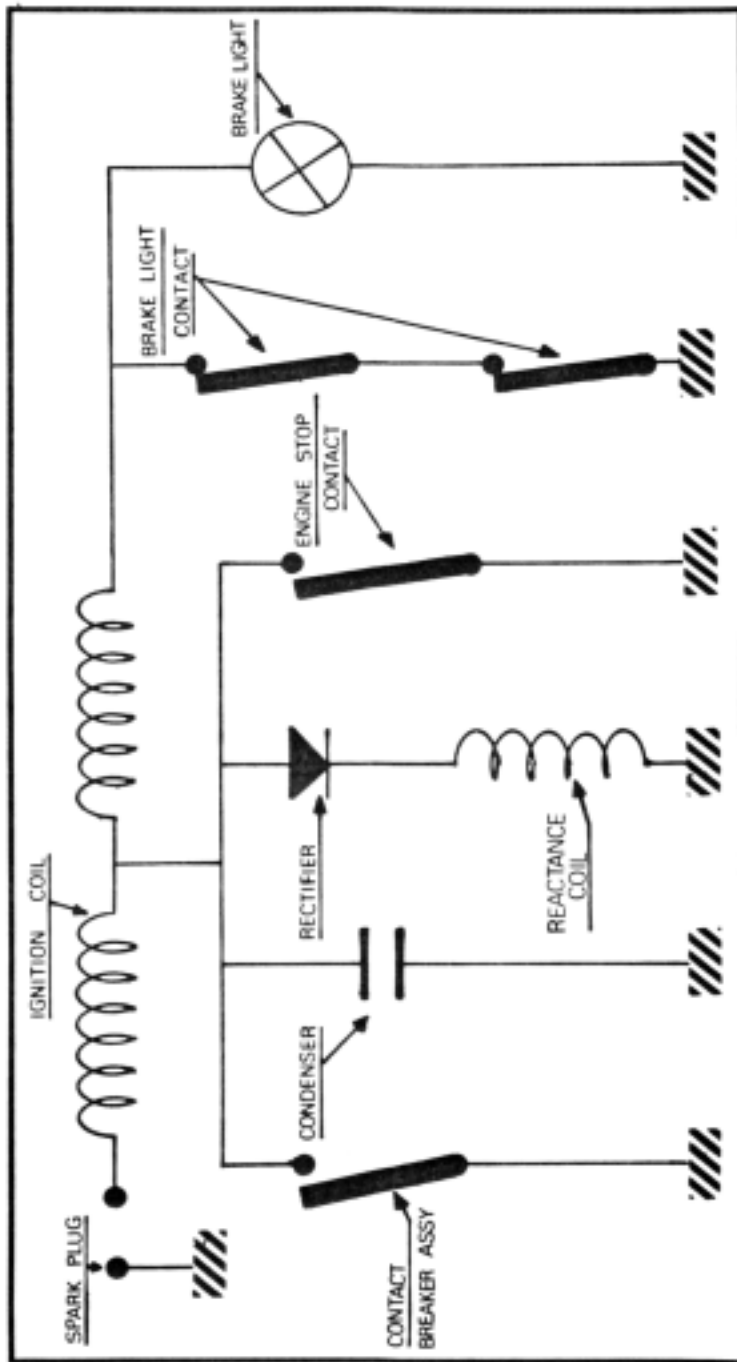 SPARK PLUG
IGNITION COIL
CONTACT
BREAKER ASSY
CONDENSER
RECTIFIER
REACTANCE
COIL
ENGINE STOP
CONTACT
BRAKE LIGHT
CONTACT
BRAKE LIGHT